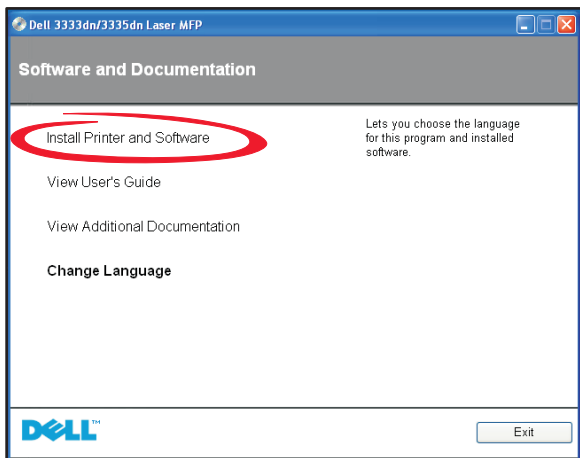 Dell 3333dn/3335dn Laser MFP
Software and Documentation
Install Printer and Software
Lets you choose the language
for this program and installed
software.
View User's Guide
View Additional Documentation
Change Language
DELL™
Exit